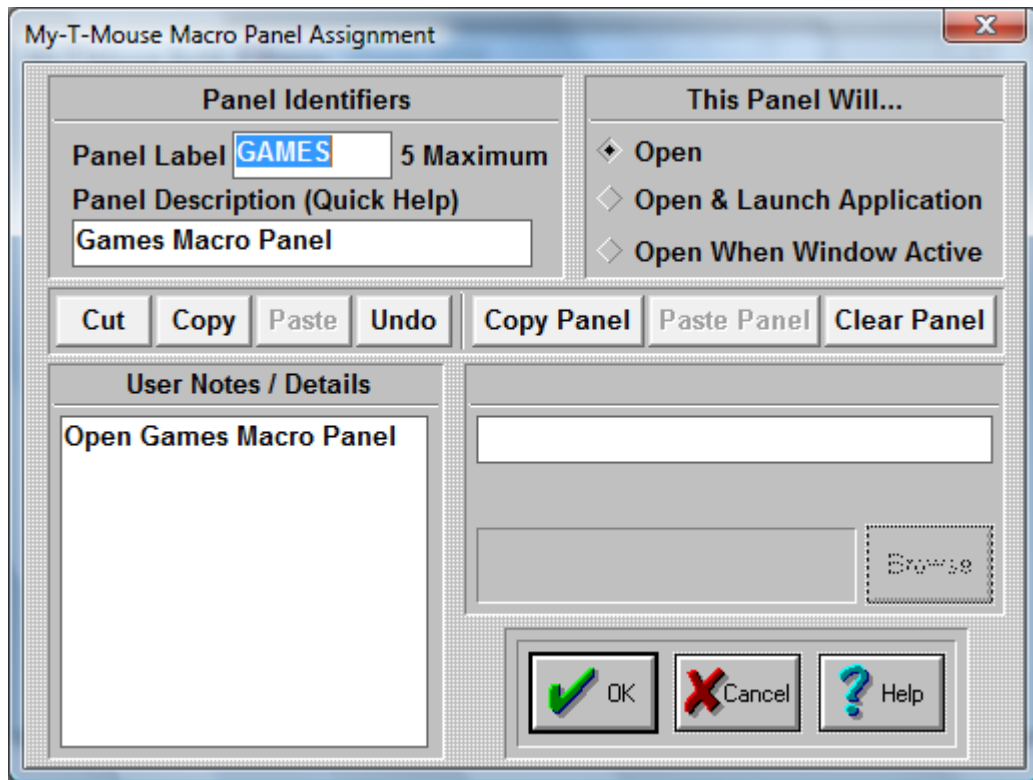 My-T-Mouse Macro Panel Assignment
Panel Identifiers
Panel Label GAMES 5 Maximum
Panel Description (Quick Help)
Games Macro Panel
This Panel Will...
Open
Open & Launch Application
Open When Window Active
Cut Copy Paste Undo Copy Panel Paste Panel Clear Panel
User Notes / Details
Open Games Macro Panel
Browse
OK Cancel Help